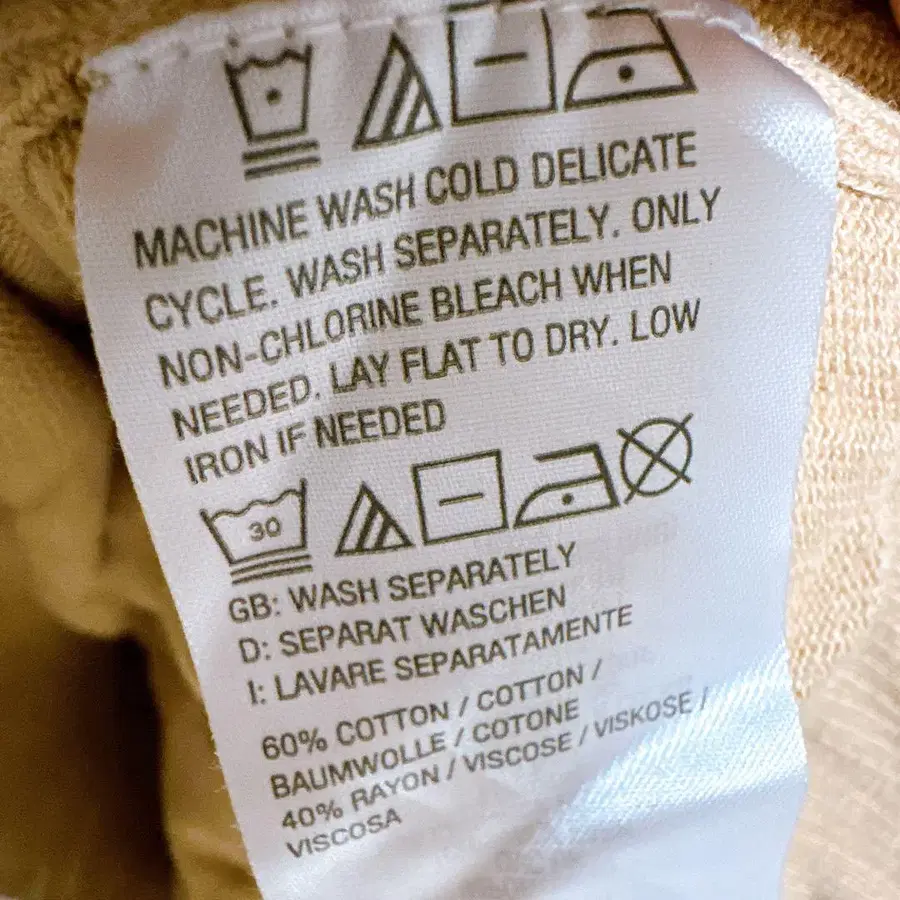 MACHINE WASH COLD DELICATE
CYCLE. WASH SEPARATELY. ONLY
NON-CHLORINE BLEACH WHEN
NEEDED. LAY FLAT TO DRY. LOW
IRON IF NEEDED
30
GB: WASH SEPARATELY
D: SEPARAT WASCHEN
I: LAVARE SEPARATAMENTE
60% COTTON / COTTON /
BAUMWOLLE / COTONE
40% RAYON / VISCOSE / VISKOSE /
VISCOSA